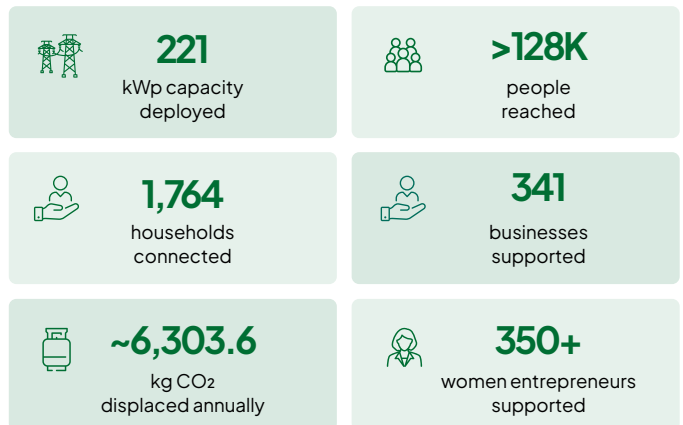 221
kWp capacity
deployed
>128K
people
reached
1,764
households
connected
341
businesses
supported
~6,303.6
kg CO₂
displaced annually
350+
women entrepreneurs
supported